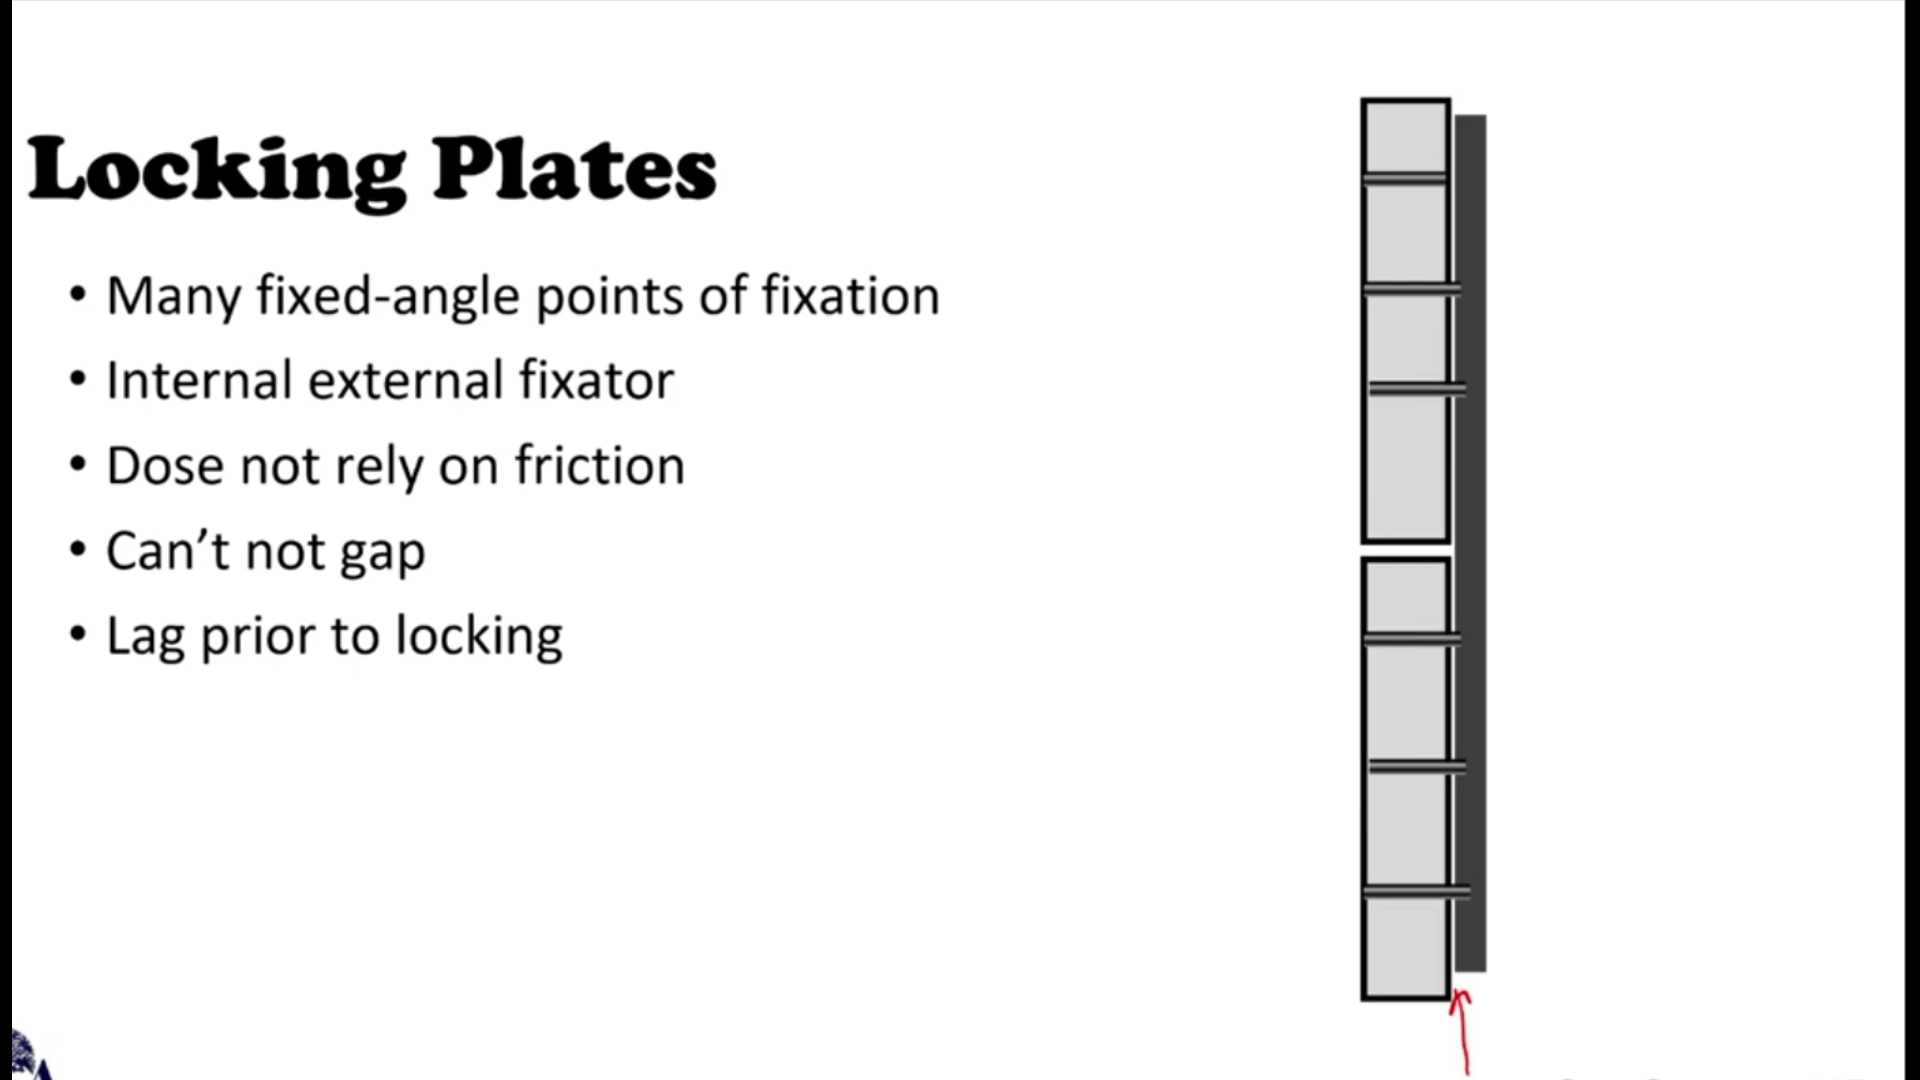 Locking Plates
• Many fixed-angle points of fixation
• Internal external fixator
• Dose not rely on friction
• Can’t not gap
• Lag prior to locking